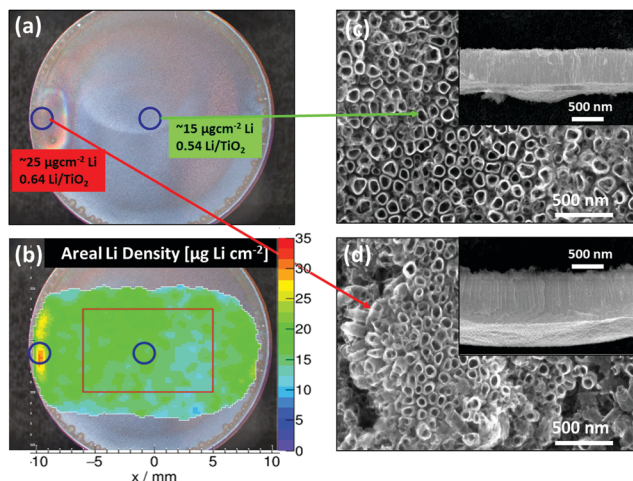 (a)
~15 µgcm⁻² Li
0.54 Li/TiO₂
~25 µgcm⁻² Li
0.64 Li/TiO₂
(b)
Areal Li Density [µg Li cm⁻²]
35
30
25
20
15
10
5
0
-10
-5
0
5
10
x / mm
(c)
500 nm
500 nm
(d)
500 nm
500 nm